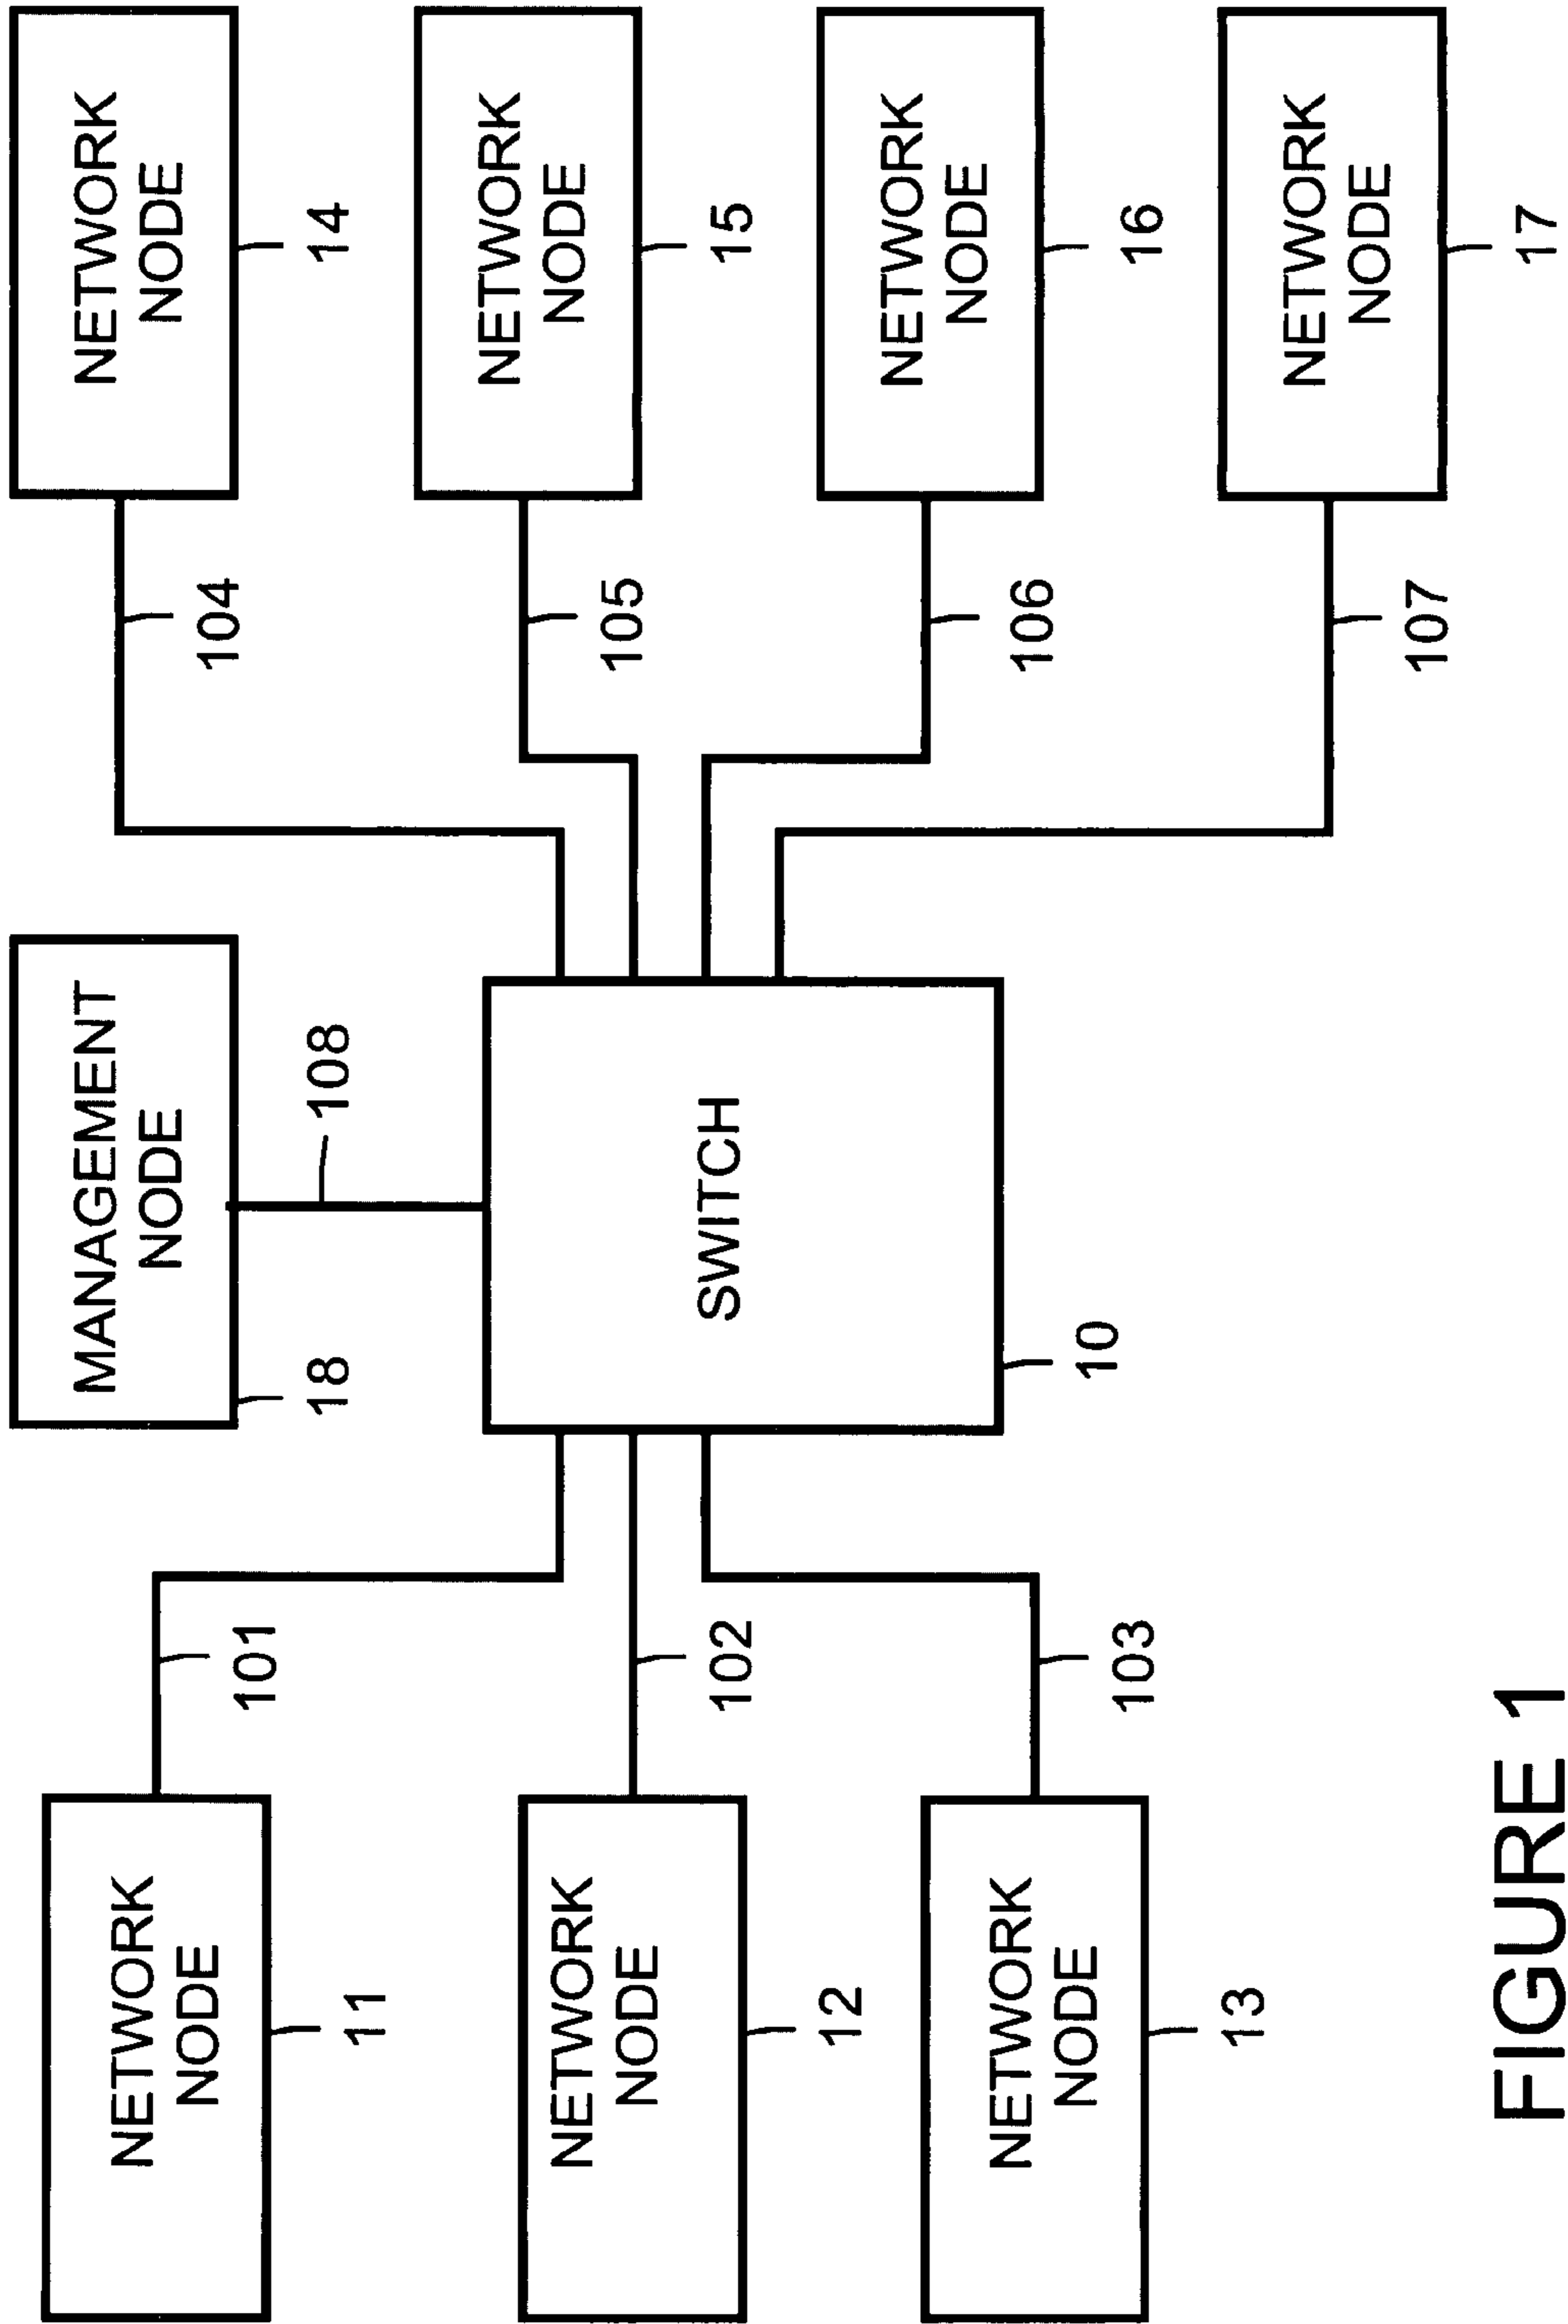 NETWORK
NODE
14
NETWORK
NODE
15
NETWORK
NODE
16
NETWORK
NODE
17
104
105
106
107
MANAGEMENT
NODE
18
108
SWITCH
10
101
102
103
NETWORK
NODE
11
NETWORK
NODE
12
NETWORK
NODE
13
FIGURE 1